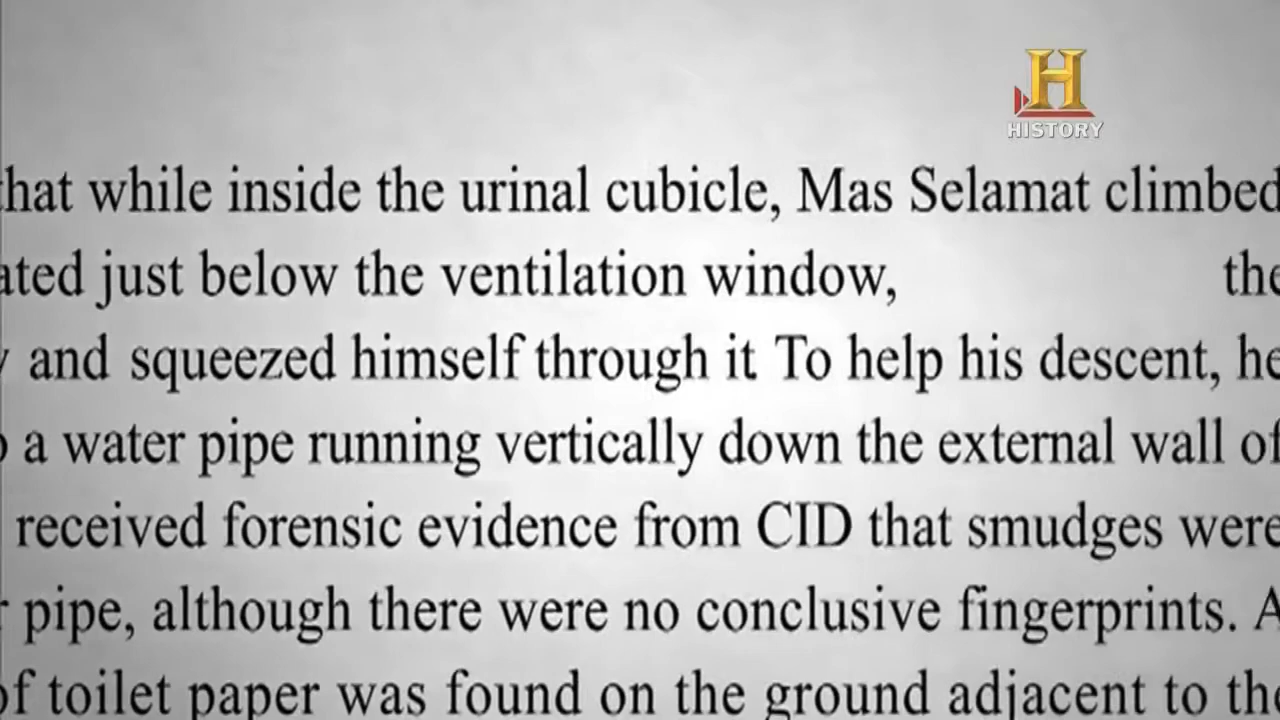 H
HISTORY
that while inside the urinal cubicle, Mas Selamat climbed
ated just below the ventilation window, the
and squeezed himself through it To help his descent, he
a water pipe running vertically down the external wall of
received forensic evidence from CID that smudges were
pipe, although there were no conclusive fingerprints. A
of toilet paper was found on the ground adjacent to the